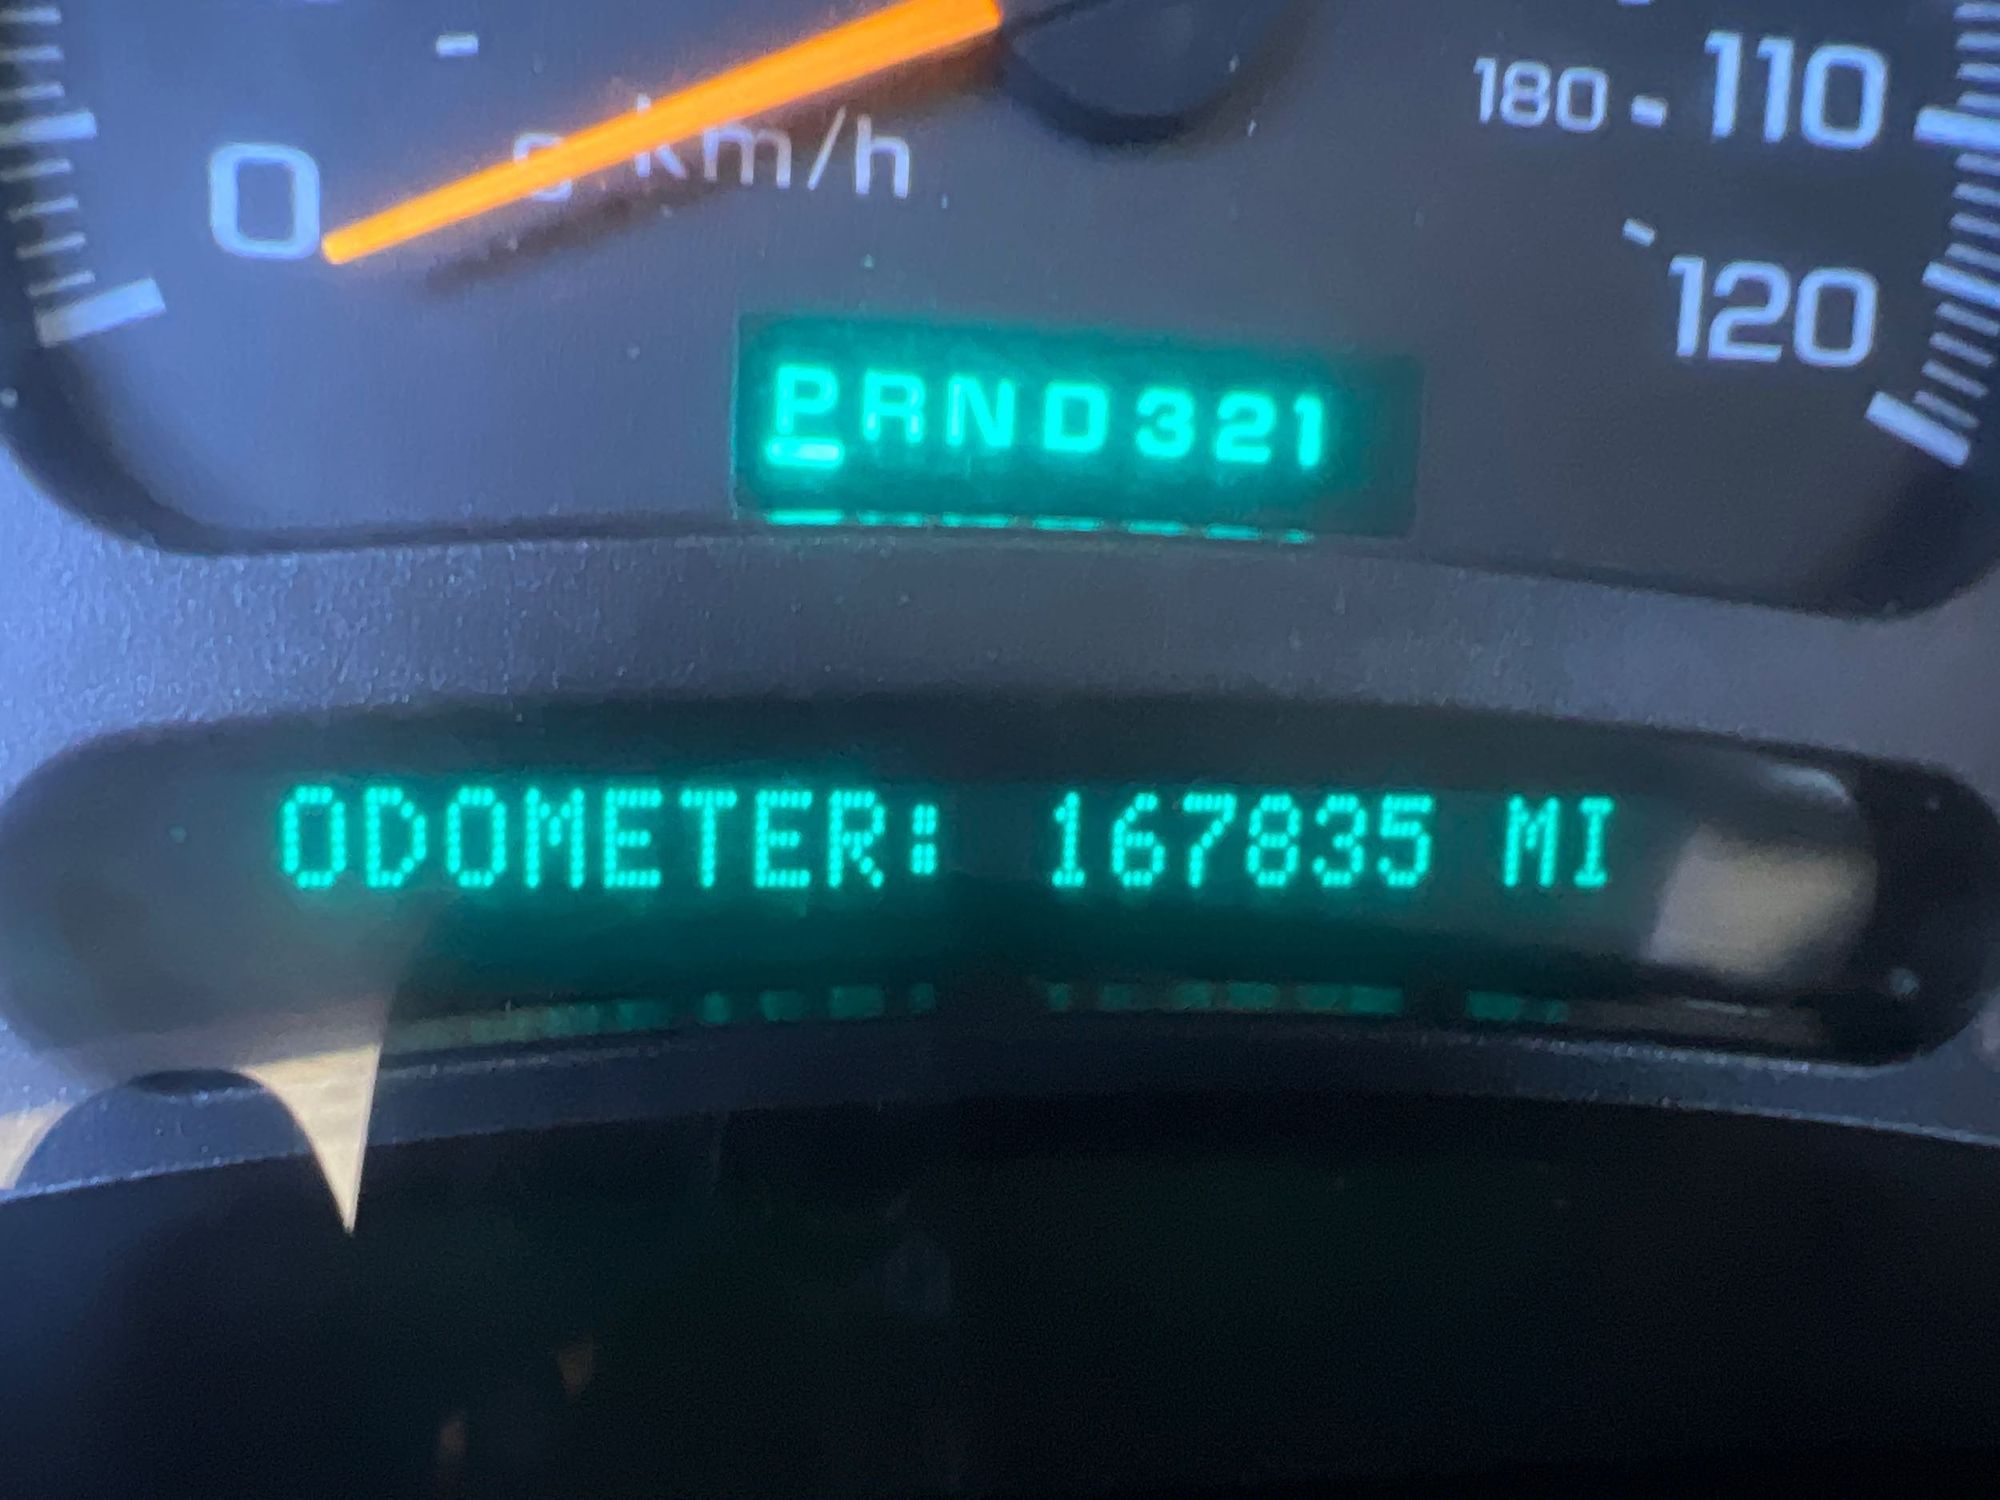 110
180
km/h
0
120
PRND321
ODOMETER: 167835 MI